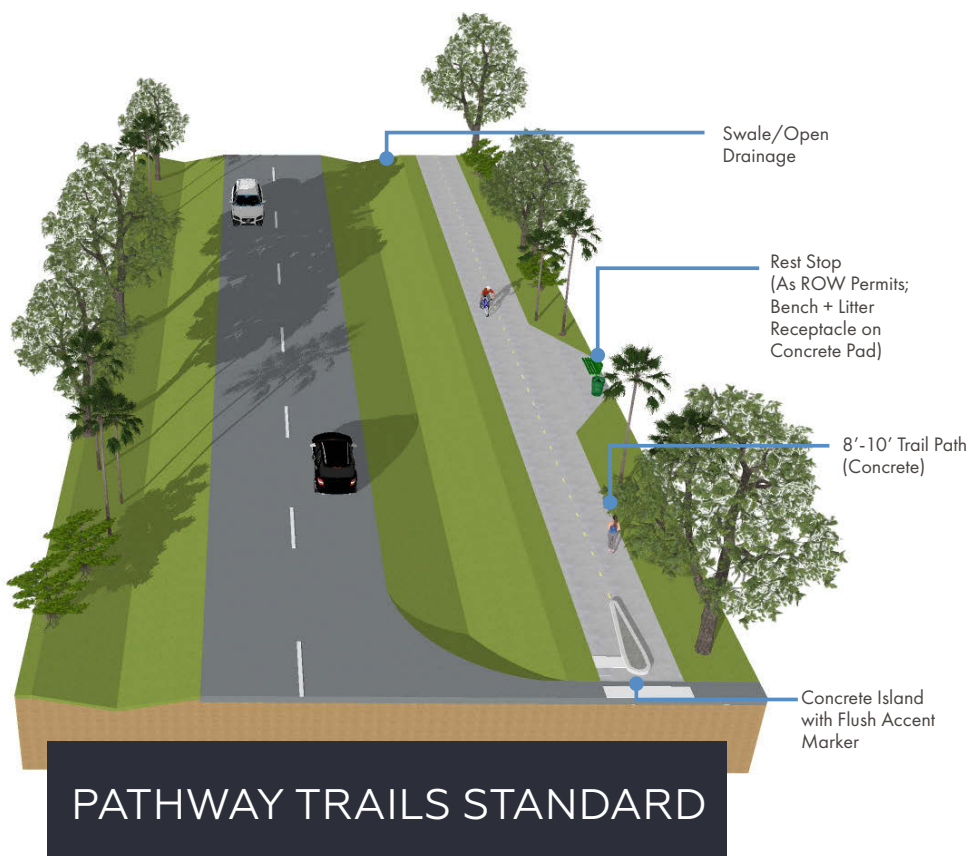 Swale/Open
Drainage
Rest Stop
(As ROW Permits;
Bench + Litter
Receptacle on
Concrete Pad)
8’-10’ Trail Path
(Concrete)
Concrete Island
with Flush Accent
Marker
PATHWAY TRAILS STANDARD